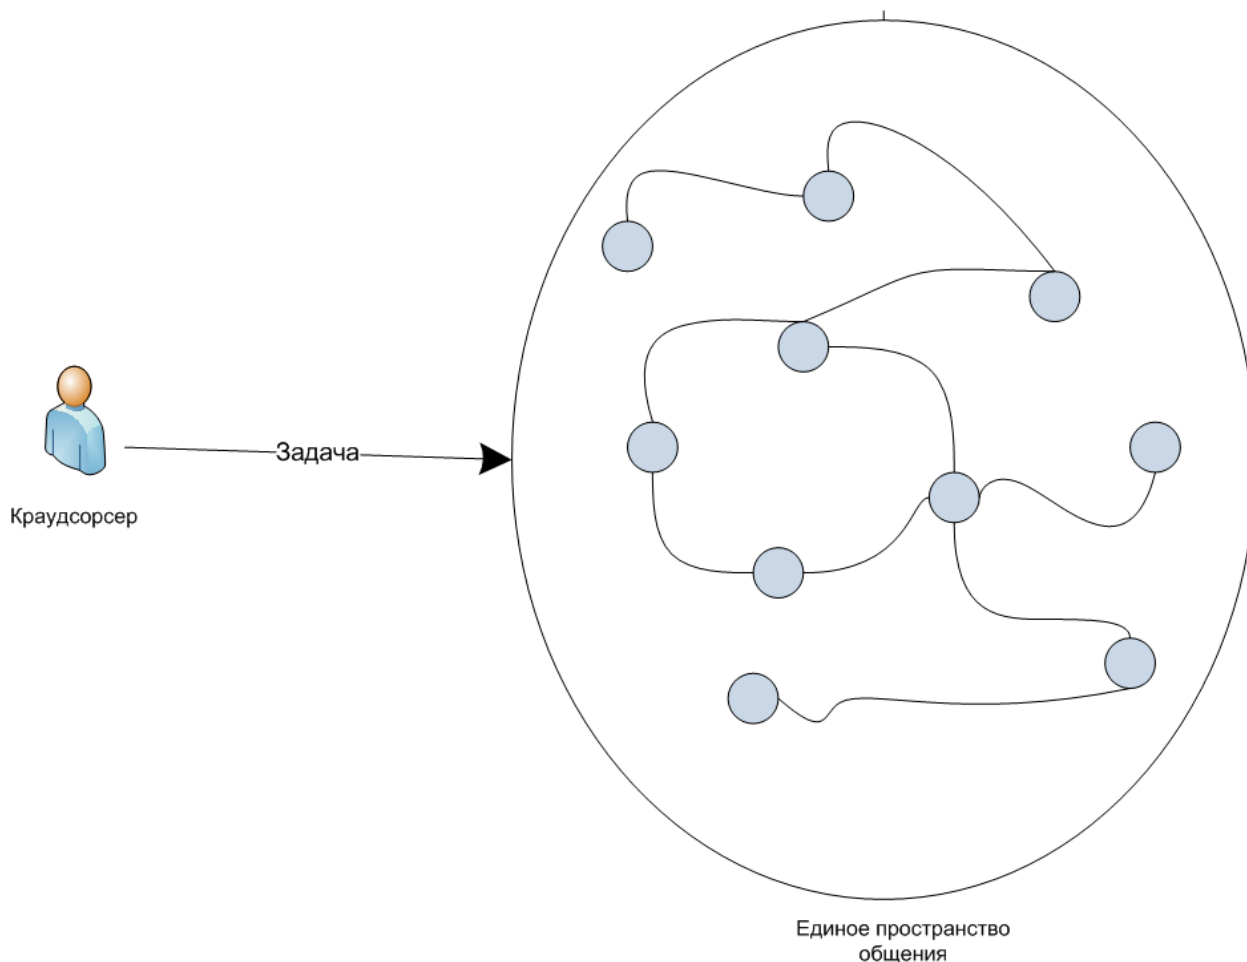 Задача
Краудсорсер
Единое пространство
общения